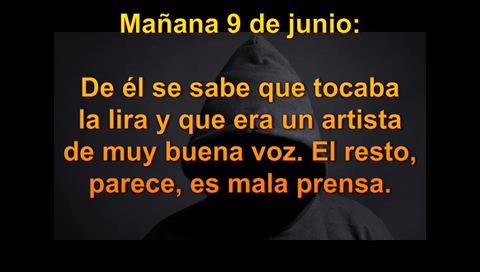 Mañana 9 de junio:
De él se sabe que tocaba
la lira y que era un artista
de muy buena voz. El resto,
parece, es mala prensa.